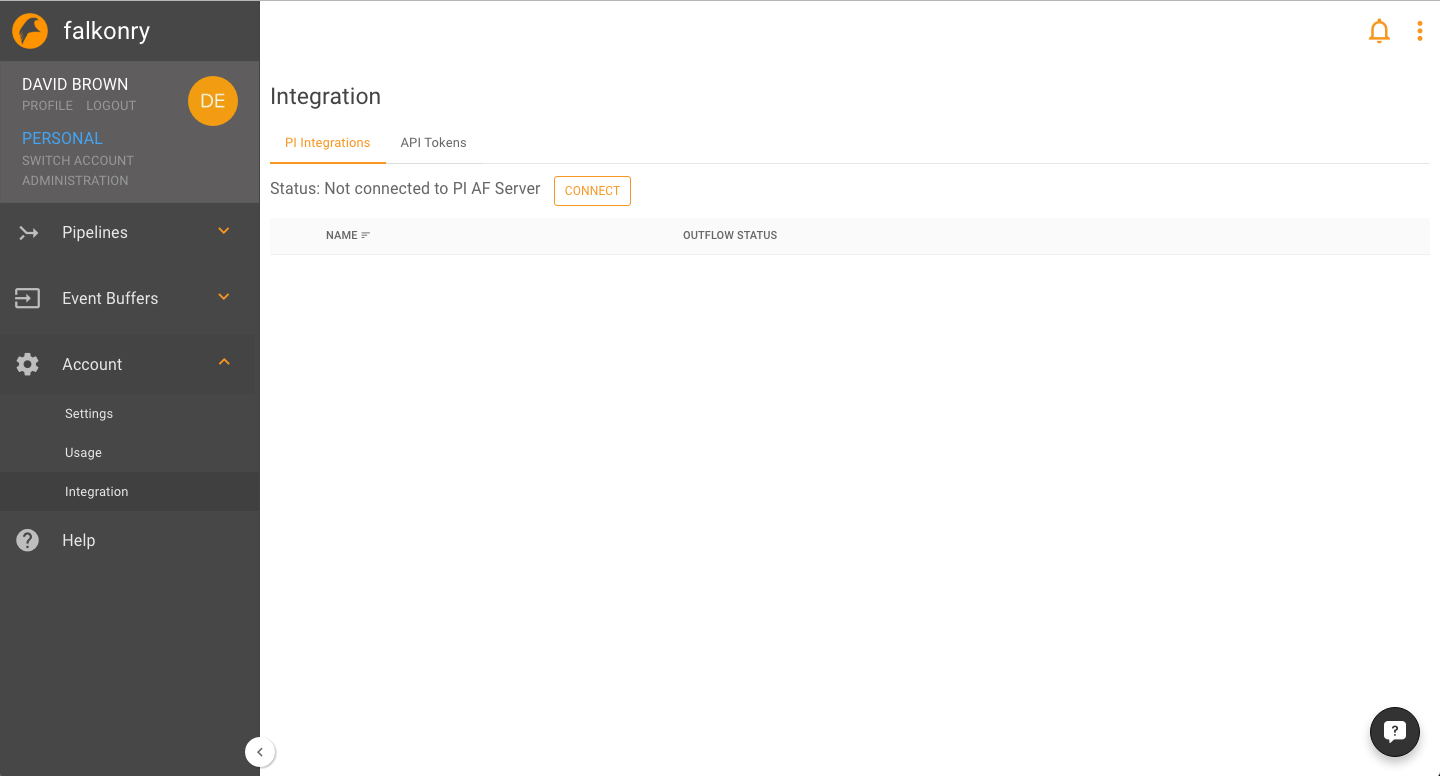 falkonry
DAVID BROWN
PROFILE LOGOUT
DE
PERSONAL
SWITCH ACCOUNT
ADMINISTRATION
Pipelines
Event Buffers
Account
Settings
Usage
Integration
Help
Integration
PI Integrations API Tokens
Status: Not connected to PI AF Server CONNECT
NAME OUTFLOW STATUS
?